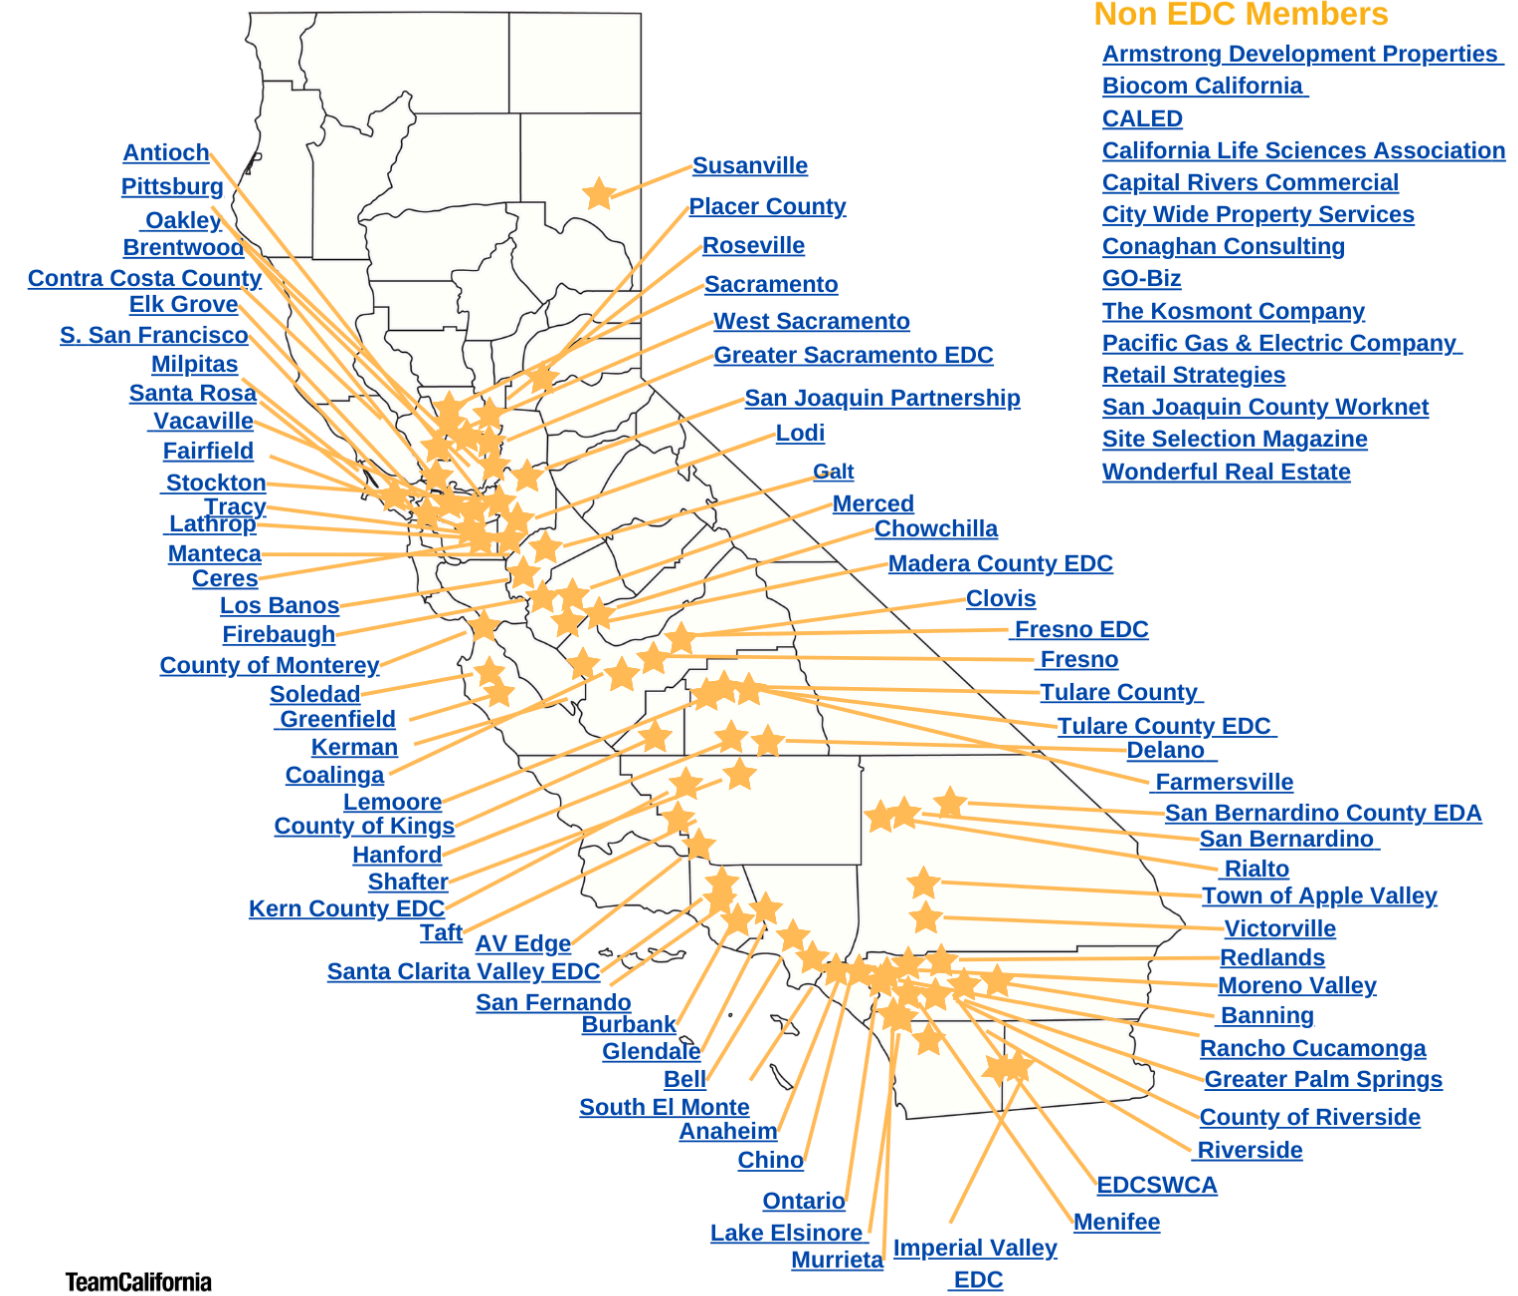 Non EDC Members
Armstrong Development Properties
Biocom California
CALED
California Life Sciences Association
Capital Rivers Commercial
City Wide Property Services
Conaghan Consulting
GO-Biz
The Kosmont Company
Pacific Gas & Electric Company
Retail Strategies
San Joaquin County Worknet
Site Selection Magazine
Wonderful Real Estate
Antioch
Pittsburg
Oakley
Brentwood
Contra Costa County
Elk Grove
S. San Francisco
Milpitas
Santa Rosa
Vacaville
Fairfield
Stockton
Tracy
Lathrop
Manteca
Ceres
Los Banos
Firebaugh
County of Monterey
Soledad
Greenfield
Kerman
Coalinga
Lemoore
County of Kings
Hanford
Shafter
Kern County EDC
Taft
AV Edge
Santa Clarita Valley EDC
San Fernando
Burbank
Glendale
Bell
South El Monte
Anaheim
Chino
Ontario
Lake Elsinore
Murrieta
Susanville
Placer County
Roseville
Sacramento
West Sacramento
Greater Sacramento EDC
San Joaquin Partnership
Lodi
Galt
Merced
Chowchilla
Madera County EDC
Clovis
Fresno EDC
Fresno
Tulare County
Tulare County EDC
Delano
Farmersville
San Bernardino County EDA
San Bernardino
Rialto
Town of Apple Valley
Victorville
Redlands
Moreno Valley
Banning
Rancho Cucamonga
Greater Palm Springs
County of Riverside
Riverside
EDCSWCA
Menifee
Imperial Valley
EDC
TeamCalifornia